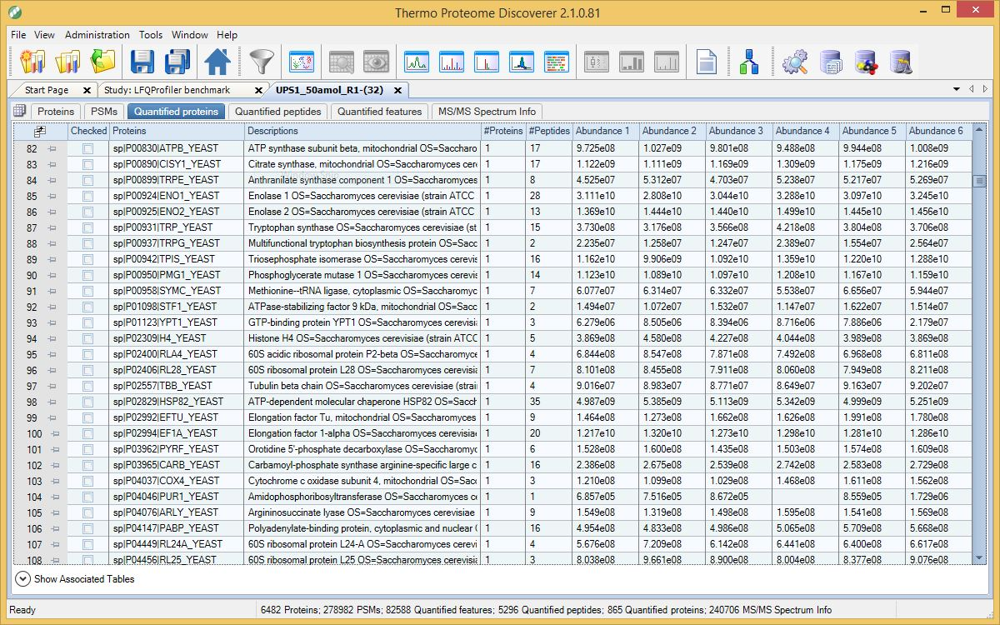 Thermo Proteome Discoverer 2.1.0.81
File View Administration Tools Window Help
Start Page Study: LFQProfiler benchmark UPS1_50amol_R1-(32)
Proteins PSMs Quantified proteins Quantified peptides Quantified features MS/MS Spectrum Info
Checked Proteins Descriptions #Proteins #Peptides Abundance 1 Abundance 2 Abundance 3 Abundance 4 Abundance 5 Abundance 6
82 sp|P00830|ATPB_YEAST ATP synthase subunit beta, mitochondrial OS=Saccharo 1 17 9.725e08 1.027e09 9.801e08 9.488e08 9.944e08 1.008e09
83 sp|P00890|CISY1_YEAST Citrate synthase, mitochondrial OS=Saccharomyces cer 1 17 1.122e09 1.111e09 1.169e09 1.309e09 1.175e09 1.216e09
84 sp|P00899|TRPE_YEAST Anthranilate synthase component 1 OS=Saccharomyces 1 8 4.525e07 5.312e07 4.703e07 5.238e07 5.217e07 5.269e07
85 sp|P00924|ENO1_YEAST Enolase 1 OS=Saccharomyces cerevisiae (strain ATCC 1 28 3.111e10 2.808e10 3.044e10 3.288e10 3.097e10 3.245e10
86 sp|P00925|ENO2_YEAST Enolase 2 OS=Saccharomyces cerevisiae (strain ATCC 1 13 1.369e10 1.444e10 1.440e10 1.499e10 1.445e10 1.456e10
87 sp|P00931|TRP_YEAST Tryptophan synthase OS=Saccharomyces cerevisiae (st 1 15 3.730e08 3.176e08 3.566e08 4.218e08 3.804e08 3.706e08
88 sp|P00937|TRPG_YEAST Multifunctional tryptophan biosynthesis protein OS=Sacc 1 2 2.235e07 1.258e07 1.247e07 2.389e07 1.554e07 2.564e07
89 sp|P00942|TPIS_YEAST Triosephosphate isomerase OS=Saccharomyces cerevis 1 16 1.162e10 9.906e09 1.092e10 1.359e10 1.220e10 1.288e10
90 sp|P00950|PMG1_YEAST Phosphoglycerate mutase 1 OS=Saccharomyces cerevis 1 14 1.123e10 1.089e10 1.097e10 1.208e10 1.167e10 1.159e10
91 sp|P00958|SYMC_YEAST Methionine--tRNA ligase, cytoplasmic OS=Saccharomyc 1 7 6.077e07 6.314e07 6.332e07 5.538e07 6.656e07 5.944e07
92 sp|P01098|STF1_YEAST ATPase-stabilizing factor 9 kDa, mitochondrial OS=Sacc 1 2 1.494e07 1.072e07 1.532e07 1.147e07 1.622e07 1.514e07
93 sp|P01123|YPT1_YEAST GTP-binding protein YPT1 OS=Saccharomyces cerevisi 1 3 6.279e06 8.505e06 8.394e06 8.716e06 7.886e06 2.179e07
94 sp|P02309|H4_YEAST Histone H4 OS=Saccharomyces cerevisiae (strain ATCC 1 5 3.869e08 4.580e08 4.227e08 4.044e08 3.989e08 3.869e08
95 sp|P02400|RLA4_YEAST 60S acidic ribosomal protein P2-beta OS=Saccharomyce 1 4 6.844e08 8.547e08 7.871e08 7.492e08 6.968e08 6.811e08
96 sp|P02406|RL28_YEAST 60S ribosomal protein L28 OS=Saccharomyces cerevisia 1 7 8.101e08 8.455e08 7.911e08 8.060e08 7.949e08 8.211e08
97 sp|P02557|TBB_YEAST Tubulin beta chain OS=Saccharomyces cerevisiae (strai 1 4 9.016e07 8.983e07 8.771e07 8.649e07 9.163e07 9.202e07
98 sp|P02829|HSP82_YEAST ATP-dependent molecular chaperone HSP82 OS=Sacch 1 35 4.987e09 5.385e09 5.113e09 5.342e09 4.999e09 5.251e09
99 sp|P02992|EFTU_YEAST Elongation factor Tu, mitochondrial OS=Saccharomyces 1 9 1.464e08 1.273e08 1.662e08 1.626e08 1.991e08 1.780e08
100 sp|P02994|EF1A_YEAST Elongation factor 1-alpha OS=Saccharomyces cerevisiae 1 20 1.217e10 1.320e10 1.273e10 1.298e10 1.281e10 1.286e10
101 sp|P03962|PYRF_YEAST Orotidine 5'-phosphate decarboxylase OS=Saccharomyc 1 6 1.528e08 1.600e08 1.435e08 1.503e08 1.574e08 1.609e08
102 sp|P03965|CARB_YEAST Carbamoyl-phosphate synthase arginine-specific large c 1 16 2.386e08 2.675e08 2.539e08 2.742e08 2.583e08 2.729e08
103 sp|P04037|COX4_YEAST Cytochrome c oxidase subunit 4, mitochondrial OS=Sacc 1 3 1.210e08 1.099e08 1.029e08 1.468e08 1.611e08 1.562e08
104 sp|P04046|PUR1_YEAST Amidophosphoribosyltransferase OS=Saccharomyces ce 1 1 6.857e05 7.516e05 8.672e05 8.559e05 1.729e06
105 sp|P04076|ARLY_YEAST Argininosuccinate lyase OS=Saccharomyces cerevisiae 1 9 1.549e08 1.319e08 1.498e08 1.595e08 1.541e08 1.569e08
106 sp|P04147|PABP_YEAST Polyadenylate-binding protein, cytoplasmic and nuclear ( 1 16 4.954e08 4.833e08 4.986e08 5.065e08 5.709e08 5.668e08
107 sp|P04449|RL24A_YEAST 60S ribosomal protein L24-A OS=Saccharomyces cerevi 1 4 5.676e08 7.209e08 6.142e08 6.441e08 6.400e08 6.617e08
108 sp|P04456|RL25_YEAST 60S ribosomal protein L25 OS=Saccharomyces cerevisia 1 3 8.038e08 9.661e08 8.900e08 8.004e08 8.377e08 9.076e08
Show Associated Tables
Ready 6482 Proteins; 278982 PSMs; 82588 Quantified features; 5296 Quantified peptides; 865 Quantified proteins; 240706 MS/MS Spectrum Info